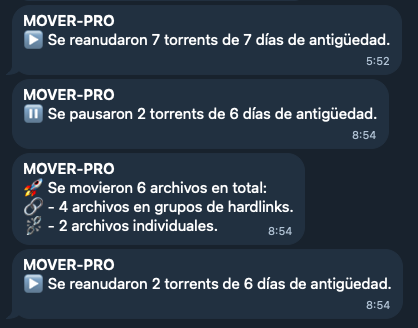 MOVER-PRO
▶️ Se reanudaron 7 torrents de 7 días de antigüedad.
5:52
MOVER-PRO
⏸️ Se pausaron 2 torrents de 6 días de antigüedad.
8:54
MOVER-PRO
🚀 Se movieron 6 archivos en total:
🔗 - 4 archivos en grupos de hardlinks.
⛓️‍💥 - 2 archivos individuales.
8:54
MOVER-PRO
▶️ Se reanudaron 2 torrents de 6 días de antigüedad.
8:54